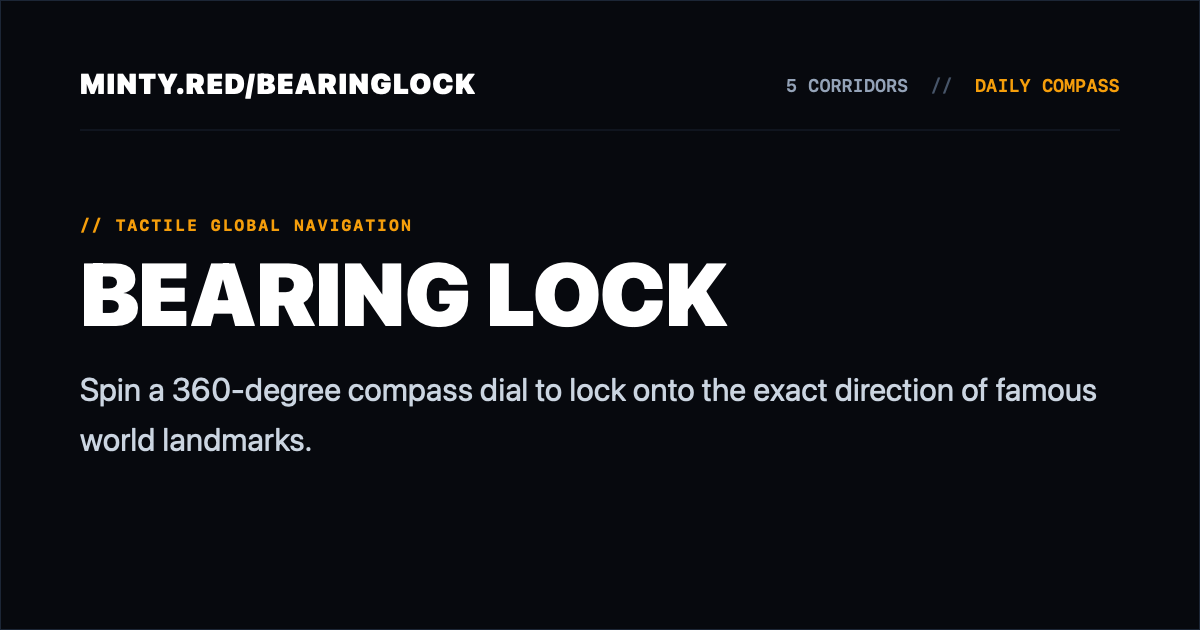 MINTY.RED/BEARINGLOCK
5 CORRIDORS // DAILY COMPASS
// TACTILE GLOBAL NAVIGATION
BEARING LOCK
Spin a 360-degree compass dial to lock onto the exact direction of famous
world landmarks.